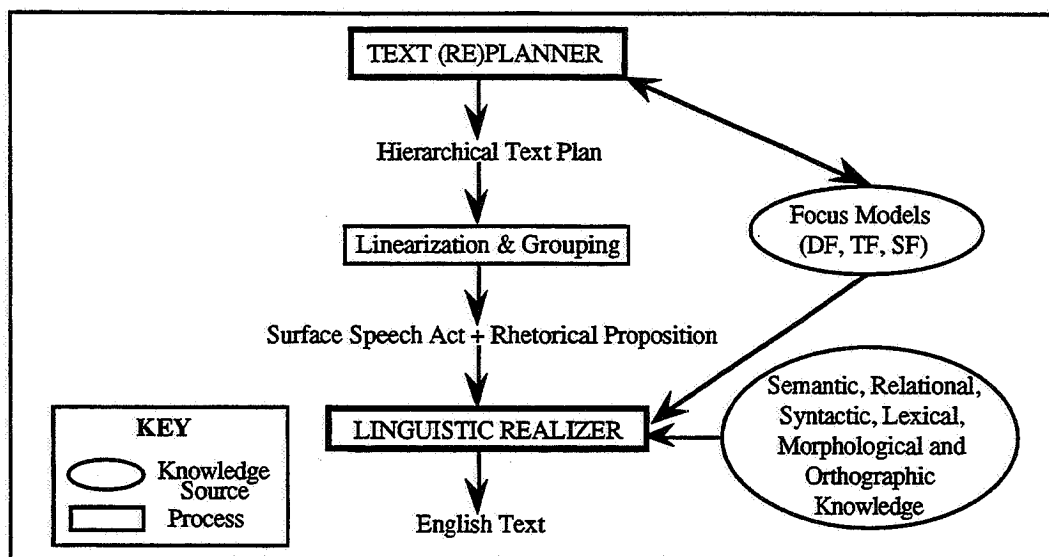 TEXT (RE)PLANNER
Hierarchical Text Plan
Focus Models
(DF, TF, SF)
Linearization & Grouping
Surface Speech Act + Rhetorical Proposition
Semantic, Relational,
Syntactic, Lexical,
Morphological and
Orthographic
Knowledge
LINGUISTIC REALIZER
English Text
KEY
Knowledge
Source
Process